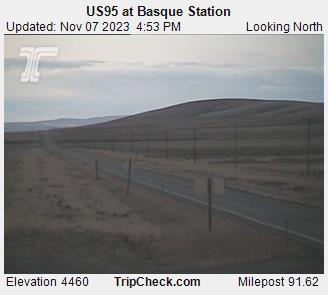 US95 at Basque Station
Updated: Nov 07 2023 4:53 PM Looking North
Elevation 4460 TripCheck.com Milepost 91.62